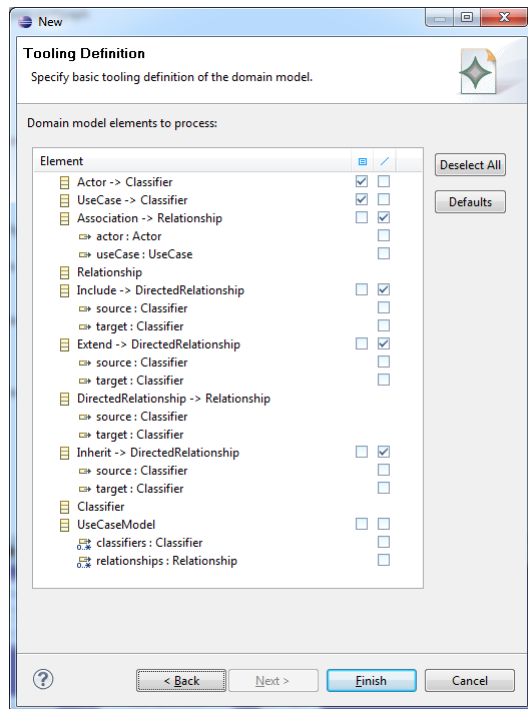 New
Tooling Definition
Specify basic tooling definition of the domain model.
Domain model elements to process:
Element
Deselect All
Actor -> Classifier
UseCase -> Classifier
Defaults
Association -> Relationship
actor : Actor
useCase : UseCase
Relationship
Include -> DirectedRelationship
source : Classifier
target : Classifier
Extend -> DirectedRelationship
source : Classifier
target : Classifier
DirectedRelationship -> Relationship
source : Classifier
target : Classifier
Inherit -> DirectedRelationship
source : Classifier
target : Classifier
Classifier
UseCaseModel
0..* classifiers : Classifier
0..* relationships : Relationship
? < Back Next > Finish Cancel